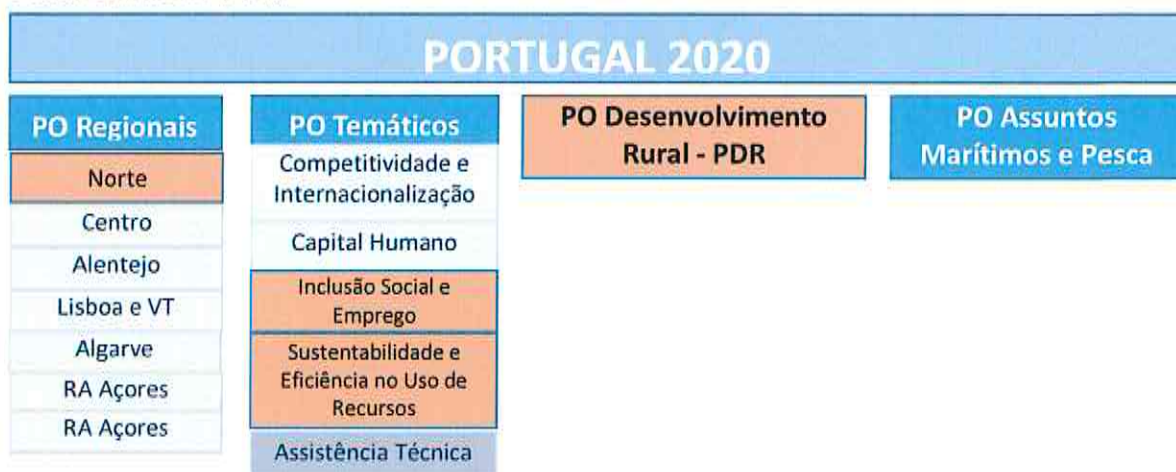 PORTUGAL 2020
PO Regionais
Norte
Centro
Alentejo
Lisboa e VT
Algarve
RA Açores
RA Açores
PO Temáticos
Competitividade e
Internacionalização
Capital Humano
Inclusão Social e
Emprego
Sustentabilidade e
Eficiência no Uso de
Recursos
Assistência Técnica
PO Desenvolvimento
Rural - PDR
PO Assuntos
Marítimos e Pesca